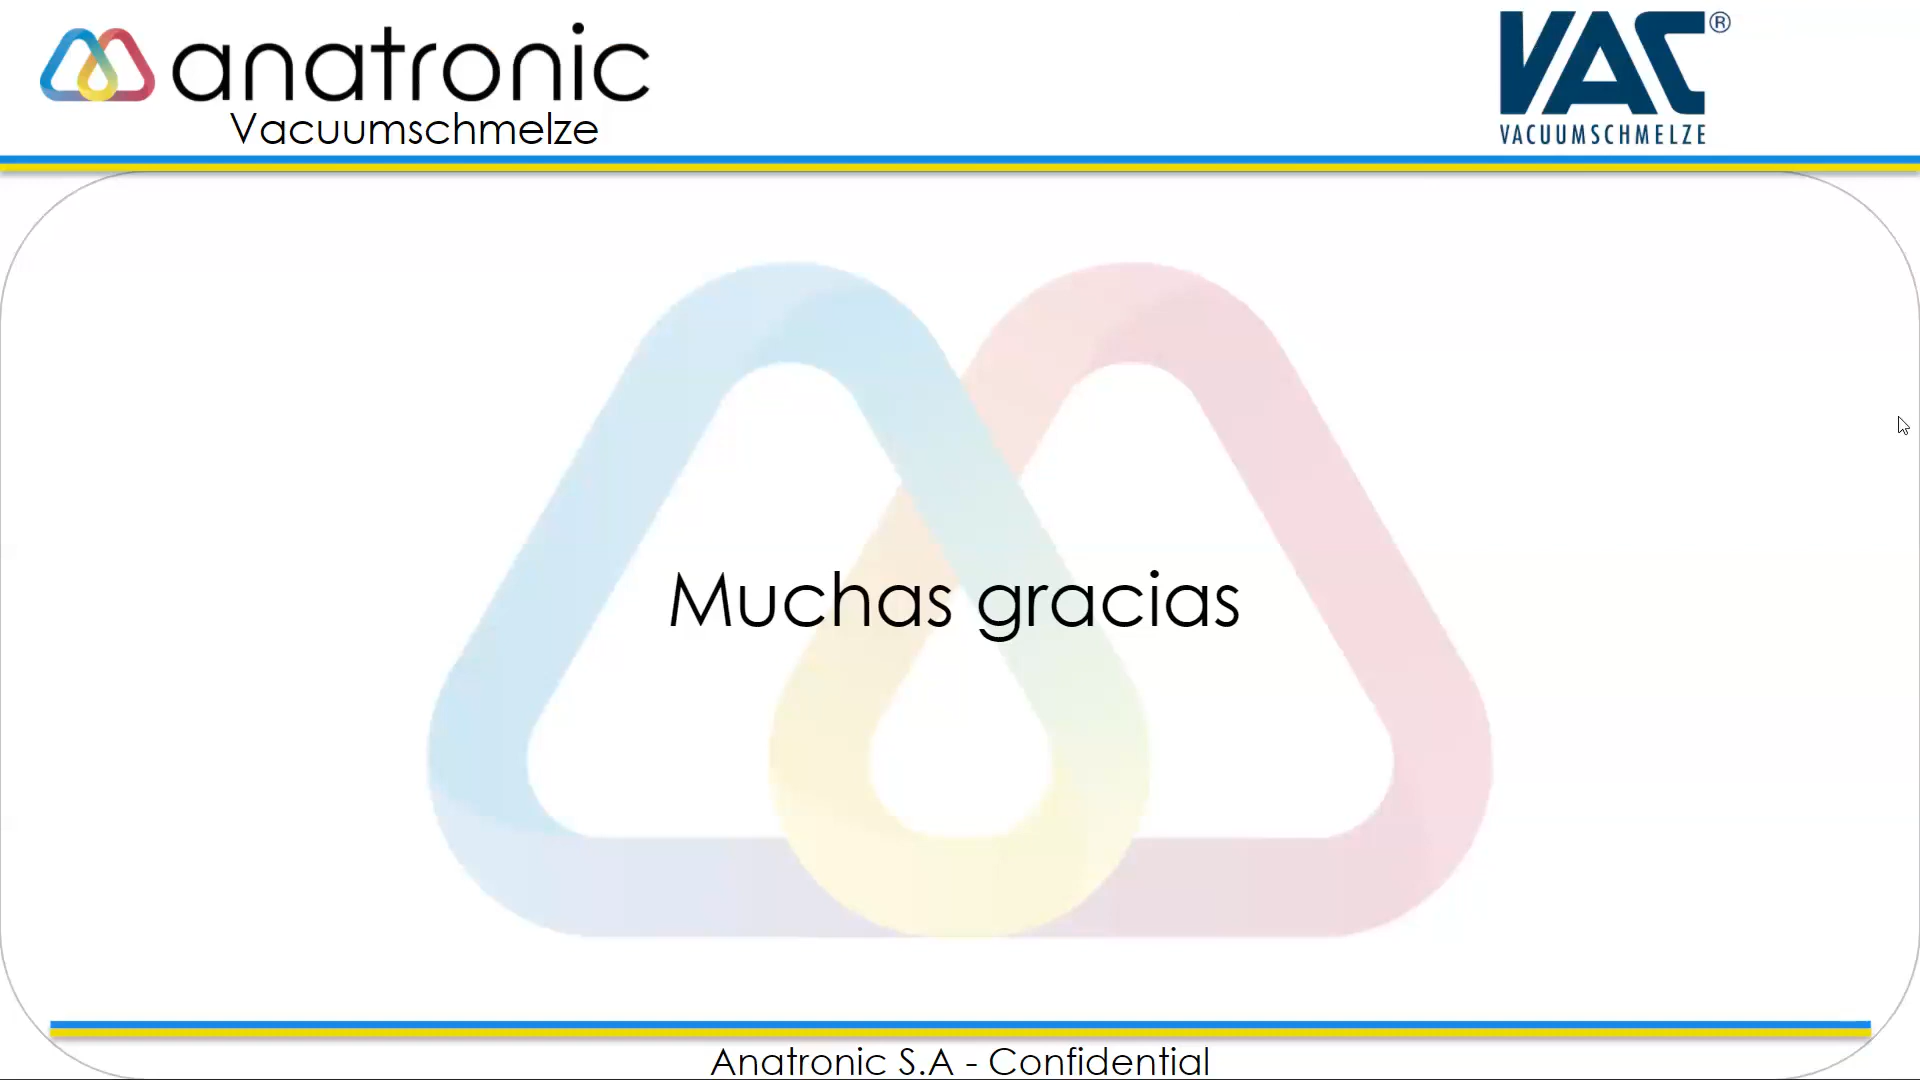 anatronic
Vacuumschmelze
VAC®
VACUUMSCHMELZE
Muchas gracias
Anatronic S.A - Confidential